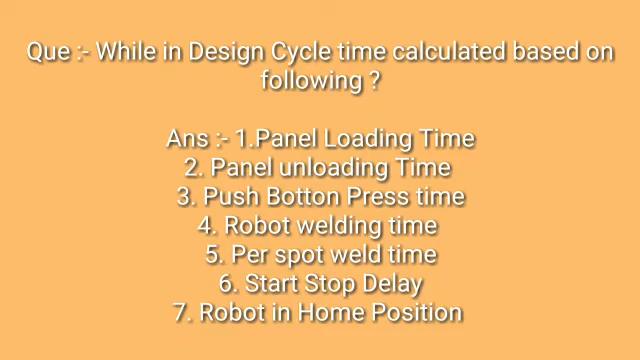 Que :- While in Design Cycle time calculated based on
following ?
Ans :- 1.Panel Loading Time
2. Panel unloading Time
3. Push Botton Press time
4. Robot welding time
5. Per spot weld time
6. Start Stop Delay
7. Robot in Home Position